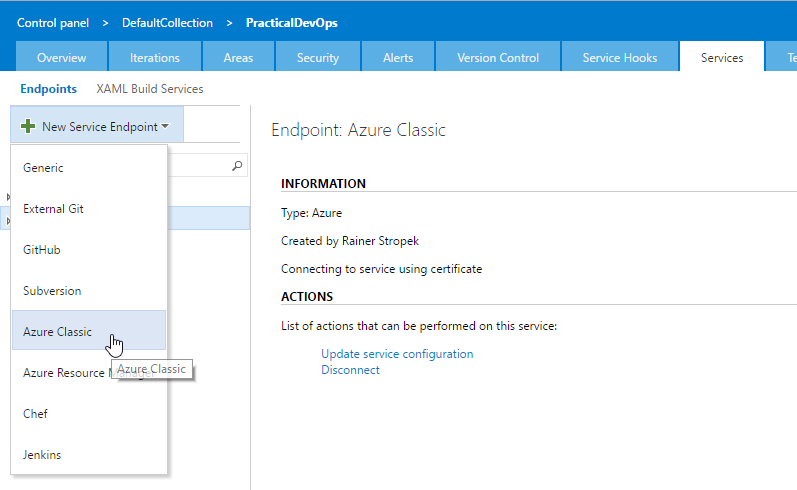 Control panel > DefaultCollection > PracticalDevOps
Overview Iterations Areas Security Alerts Version Control Service Hooks Services Te
Endpoints XAML Build Services
New Service Endpoint
Generic
External Git
GitHub
Subversion
Azure Classic
Azure Classic
Azure Resource Manager
Chef
Jenkins
Endpoint: Azure Classic
INFORMATION
Type: Azure
Created by Rainer Stropek
Connecting to service using certificate
ACTIONS
List of actions that can be performed on this service:
Update service configuration
Disconnect